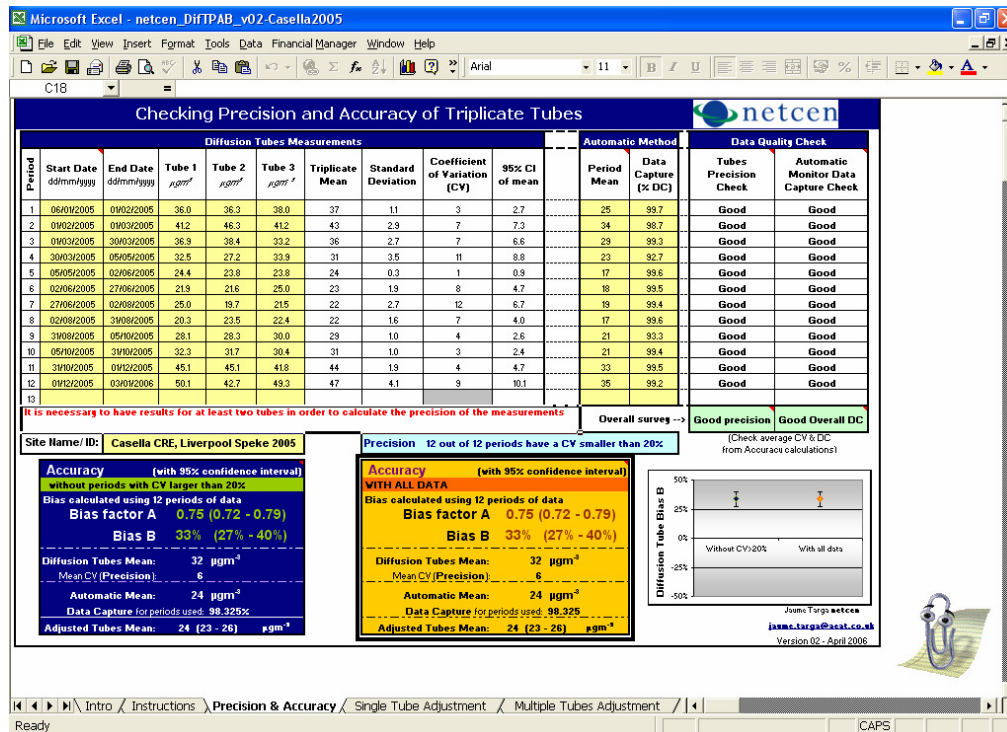 Microsoft Excel - netcen_DifTPAB_v02-Casella2005
File Edit View Insert Format Tools Data Financial Manager Window Help
Arial 11 B I U
C18 =
Checking Precision and Accuracy of Triplicate Tubes
netcen
Diffusion Tubes Measurements Automatic Method Data Quality Check
Period Start Date dd/mm/yyyy End Date dd/mm/yyyy Tube 1 µgm⁻³ Tube 2 µgm⁻³ Tube 3 µgm⁻³ Triplicate Mean Standard Deviation Coefficient of Variation (CV) 95% CI of mean Period Mean Data Capture (% DC) Tubes Precision Check Automatic Monitor Data Capture Check
1 06/01/2005 01/02/2005 36.0 36.3 38.0 37 1.1 3 2.7 25 99.7 Good Good
2 01/02/2005 01/03/2005 41.2 46.3 41.2 43 2.9 7 7.3 34 98.7 Good Good
3 01/03/2005 30/03/2005 36.9 38.4 33.2 36 2.7 7 6.6 29 99.3 Good Good
4 30/03/2005 05/05/2005 32.5 27.2 33.9 31 3.5 11 8.8 23 92.7 Good Good
5 05/05/2005 02/06/2005 24.4 23.8 23.8 24 0.3 1 0.9 17 99.6 Good Good
6 02/06/2005 27/06/2005 21.9 21.6 25.0 23 1.9 8 4.7 18 99.5 Good Good
7 27/06/2005 02/08/2005 25.0 19.7 21.5 22 2.7 12 6.7 19 99.4 Good Good
8 02/08/2005 31/08/2005 20.3 23.5 22.4 22 1.6 7 4.0 17 99.6 Good Good
9 31/08/2005 05/10/2005 28.1 28.3 30.0 29 1.0 4 2.6 21 93.3 Good Good
10 05/10/2005 31/10/2005 32.3 31.7 30.4 31 1.0 3 2.4 21 99.4 Good Good
11 31/10/2005 01/12/2005 45.1 45.1 41.8 44 1.9 4 4.7 33 99.5 Good Good
12 01/12/2005 03/01/2006 50.1 42.7 49.3 47 4.1 9 10.1 35 99.2 Good Good
13
It is necessary to have results for at least two tubes in order to calculate the precision of the measurements
Overall survey --> Good precision Good Overall DC
Site Name/ ID: Casella CRE, Liverpool Speke 2005
Precision 12 out of 12 periods have a CV smaller than 20%
(Check average CV & DC
from Accuracy calculations)
Accuracy (with 95% confidence interval)
without periods with CV larger than 20%
Bias calculated using 12 periods of data
Bias factor A 0.75 (0.72 - 0.79)
Bias B 33% (27% - 40%)
Diffusion Tubes Mean: 32 µgm⁻³
Mean CV (Precision): 6
Automatic Mean: 24 µgm⁻³
Data Capture for periods used: 98.325%
Adjusted Tubes Mean: 24 (23 - 26) µgm⁻³
Accuracy (with 95% confidence interval)
WITH ALL DATA
Bias calculated using 12 periods of data
Bias factor A 0.75 (0.72 - 0.79)
Bias B 33% (27% - 40%)
Diffusion Tubes Mean: 32 µgm⁻³
Mean CV (Precision): 6
Automatic Mean: 24 µgm⁻³
Data Capture for periods used: 98.325
Adjusted Tubes Mean: 24 (23 - 26) µgm⁻³
Diffusion Tube Bias B
50%
25%
0%
-25%
-50%
Without CV>20% With all data
Jaume Targa netcen
jaume.targa@aeat.co.uk
Version 02 - April 2006
Intro / Instructions \ Precision & Accuracy / Single Tube Adjustment / Multiple Tubes Adjustment /
Ready CAPS